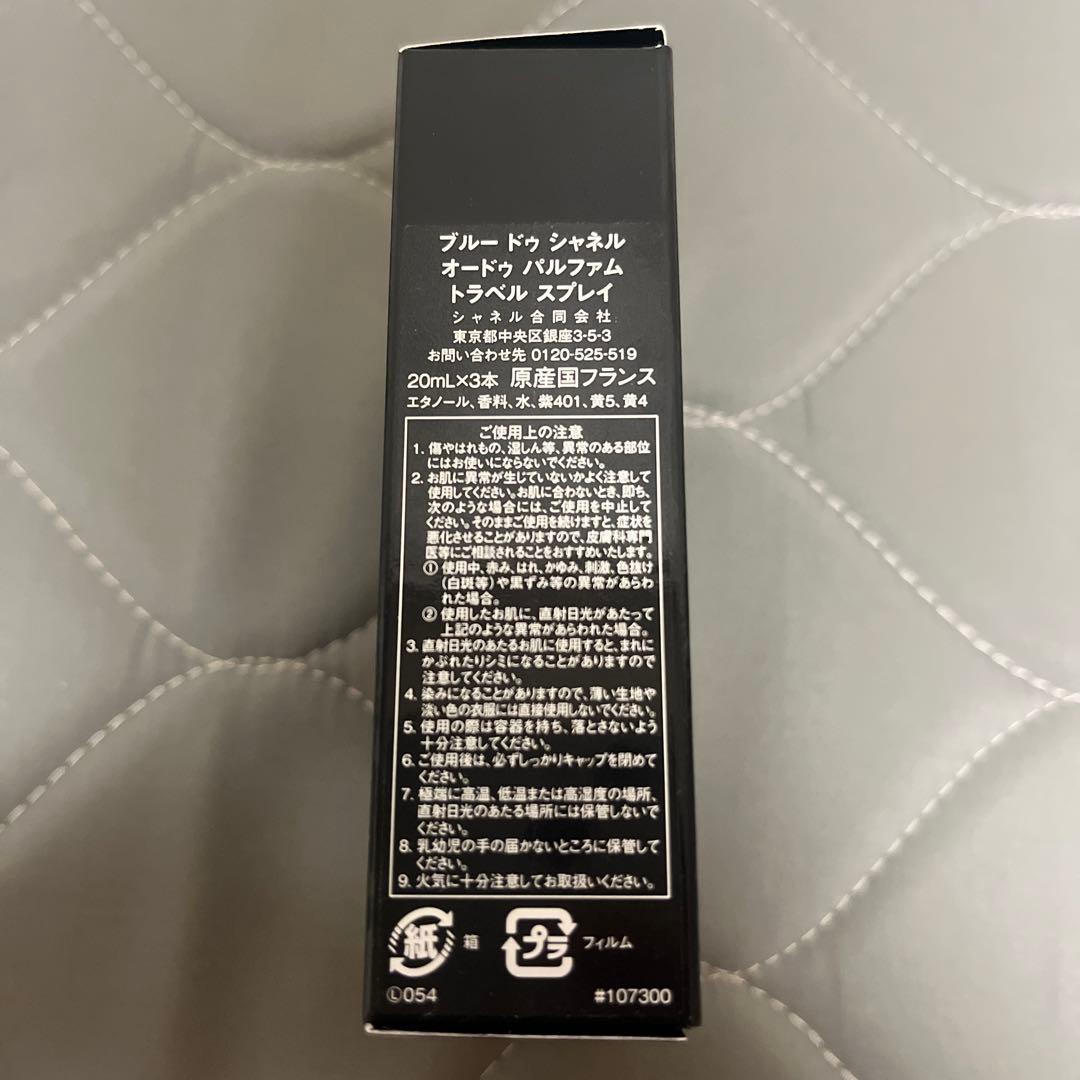 ブルー ドゥ シャネル
オードゥ パルファム
トラベル スプレイ
シャネル合同会社
東京都中央区銀座3-5-3
お問い合わせ先 0120-525-519
20mL×3本 原産国フランス
エタノール、香料、水、紫401、黄5、黄4
ご使用上の注意
1. 傷やはれもの、湿しん等、異常のある部位
にはお使いにならないでください。
2. お肌に異常が生じていないかよく注意して
使用してください。お肌に合わないとき、即ち、
次のような場合には、ご使用を中止して
ください。そのままご使用を続けますと、症状を
悪化させることがありますので、皮膚科専門
医等にご相談されることをおすすめいたします。
① 使用中、赤み、はれ、かゆみ、刺激、色抜け
(白斑等)や黒ずみ等の異常があらわ
れた場合。
② 使用したお肌に、直射日光があたって
上記のような異常があらわれた場合。
3. 直射日光のあたるお肌に使用すると、まれに
かぶれたりシミになることがありますので
注意してください。
4. 染みになることがありますので、薄い生地や
淡い色の衣服には直接使用しないでください。
5. 使用の際は容器を持ち、落とさないよう
十分注意してください。
6. ご使用後は、必ずしっかりキャップを閉めて
ください。
7. 極端に高温、低温または高湿度の場所、
直射日光のあたる場所には保管しないで
ください。
8. 乳幼児の手の届かないところに保管して
ください。
9. 火気に十分注意してお取扱いください。
紙 箱 プラ フィルム
Ⓛ054 #107300